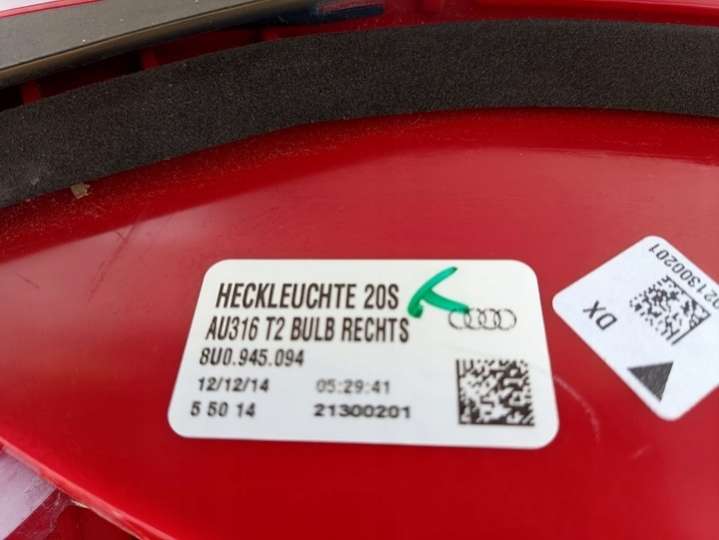 HECKLEUCHTE 20S
AU316 T2 BULB RECHTS
8U0.945.094
12/12/14 05:29:41
5 50 14 21300201
DX
21300201